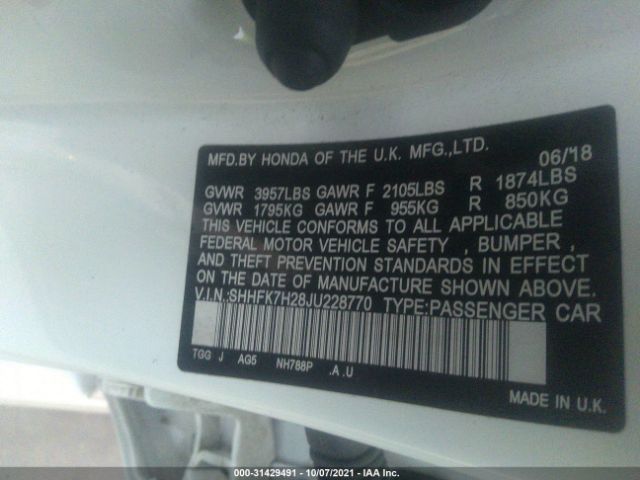 MFD.BY HONDA OF THE U.K. MFG.,LTD. 06/'18
GVWR 3957LBS GAWR F 2105LBS R 1874LBS
GVWR 1795KG GAWR F 955KG R 850KG
THIS VEHICLE CONFORMS TO ALL APPLICABLE
FEDERAL MOTOR VEHICLE SAFETY , BUMPER ,
AND THEFT PREVENTION STANDARDS IN EFFECT
ON THE DATE OF MANUFACTURE SHOWN ABOVE.
V.I.N.:SHHFK7H28JU228770 TYPE:PASSENGER CAR
TGG J AG5 NH788P .A .U
MADE IN U.K.
000-31429491 - 10/07/2021 - IAA Inc.